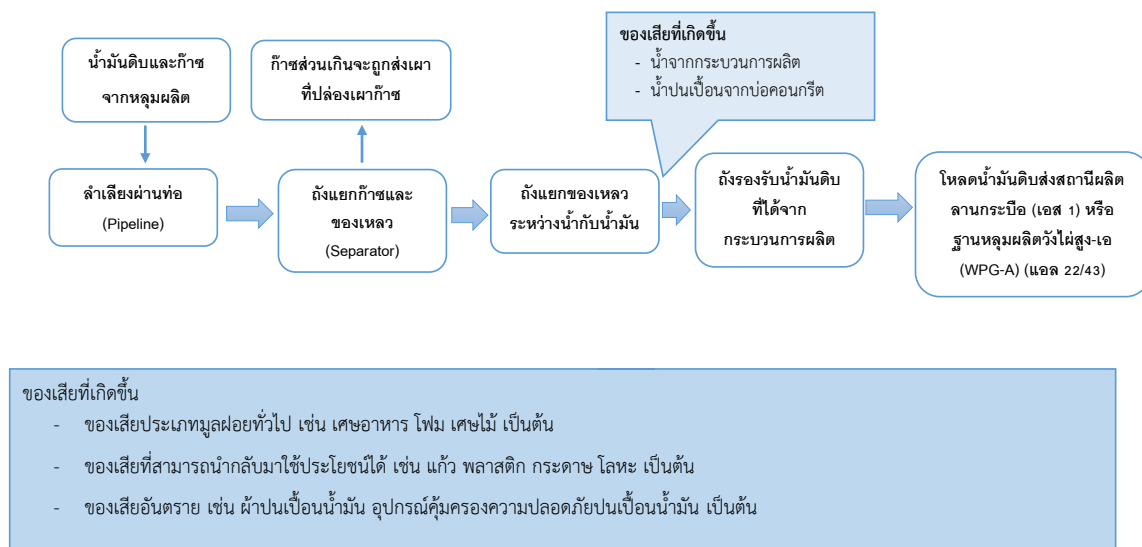 น้ำมันดิบและก๊าซ
จากหลุมผลิต
ก๊าซส่วนเกินจะถูกส่งเผา
ที่ปล่องเผาก๊าซ
ของเสียที่เกิดขึ้น
- น้ำจากกระบวนการผลิต
- น้ำปนเปื้อนจากบ่อคอนกรีต
ลำเลียงผ่านท่อ
(Pipeline)
ถังแยกก๊าซและ
ของเหลว
(Separator)
ถังแยกของเหลว
ระหว่างน้ำกับน้ำมัน
ถังรองรับน้ำมันดิบ
ที่ได้จาก
กระบวนการผลิต
โหลดน้ำมันดิบส่งสถานีผลิต
ลานกระบือ (เอส 1) หรือ
ฐานหลุมผลิตวังไผ่สูง-เอ
(WPG-A) (แอล 22/43)
ของเสียที่เกิดขึ้น
- ของเสียประเภทมูลฝอยทั่วไป เช่น เศษอาหาร โฟม เศษไม้ เป็นต้น
- ของเสียที่สามารถนำกลับมาใช้ประโยชน์ได้ เช่น แก้ว พลาสติก กระดาษ โลหะ เป็นต้น
- ของเสียอันตราย เช่น ผ้าปนเปื้อนน้ำมัน อุปกรณ์คุ้มครองความปลอดภัยปนเปื้อนน้ำมัน เป็นต้น